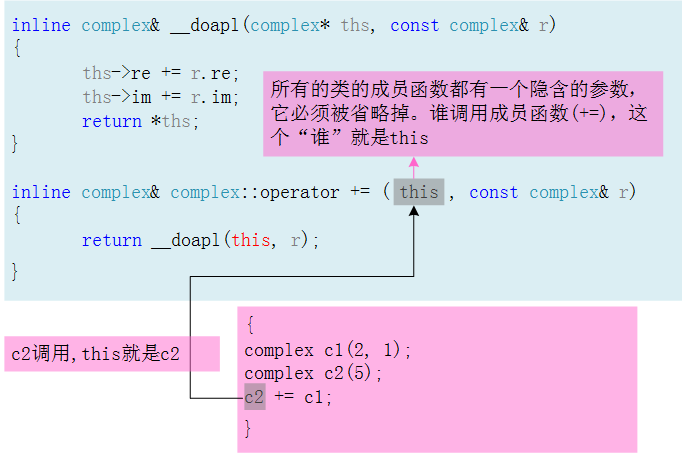 inline complex& __doapl(complex* ths, const complex& r)
{
ths->re += r.re;
ths->im += r.im;
return *ths;
}
所有的类的成员函数都有一个隐含的参数，
它必须被省略掉。谁调用成员函数(+=)，这
个“谁”就是this
inline complex& complex::operator += ( this , const complex& r)
{
return __doapl(this, r);
}
c2调用,this就是c2
{
complex c1(2, 1);
complex c2(5);
c2 += c1;
}